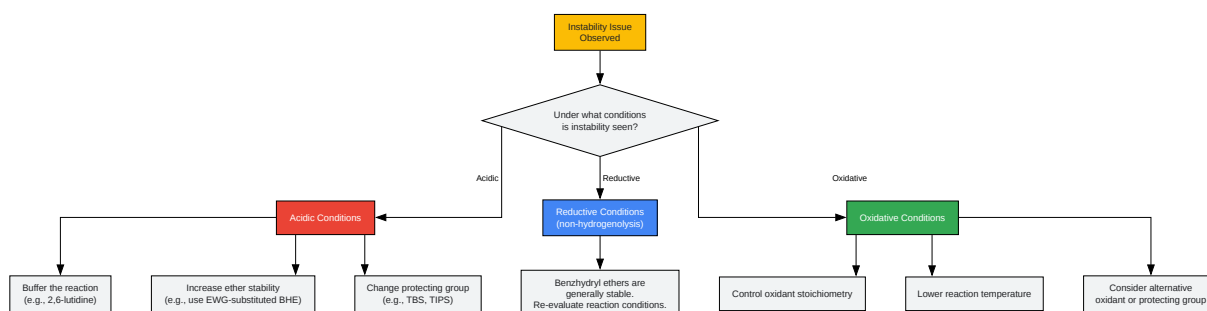 Instability Issue
Observed
Under what conditions
is instability seen?
Acidic
Reductive
Oxidative
Acidic Conditions
Reductive Conditions
(non-hydrogenolysis)
Oxidative Conditions
Buffer the reaction
(e.g., 2,6-lutidine)
Increase ether stability
(e.g., use EWG-substituted BHE)
Change protecting group
(e.g., TBS, TIPS)
Benzhydryl ethers are
generally stable.
Re-evaluate reaction conditions.
Control oxidant stoichiometry
Lower reaction temperature
Consider alternative
oxidant or protecting group